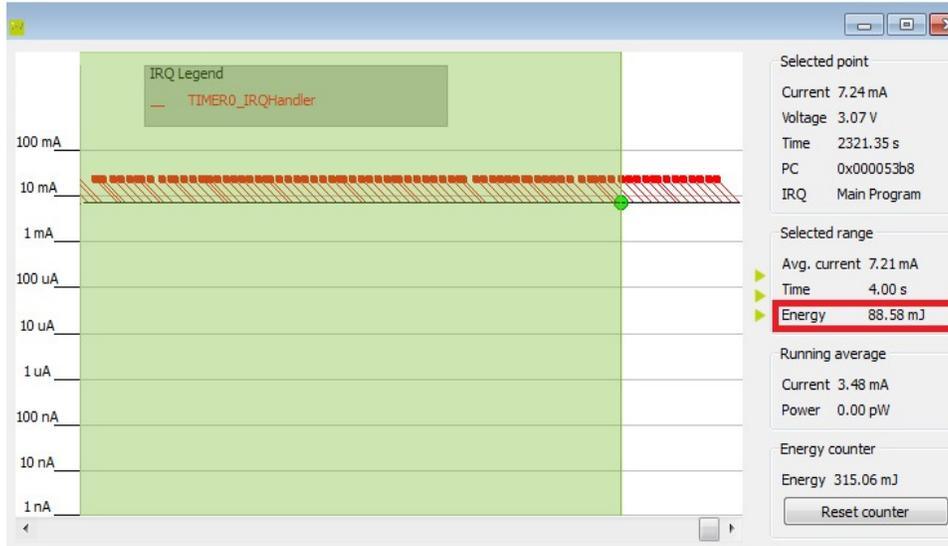 IRQ Legend
TIMER0_IRQHandler
100 mA
10 mA
1 mA
100 uA
10 uA
1 uA
100 nA
10 nA
1 nA
Selected point
Current 7.24 mA
Voltage 3.07 V
Time 2321.35 s
PC 0x000053b8
IRQ Main Program
Selected range
Avg. current 7.21 mA
Time 4.00 s
Energy 88.58 mJ
Running average
Current 3.48 mA
Power 0.00 pW
Energy counter
Energy 315.06 mJ
Reset counter